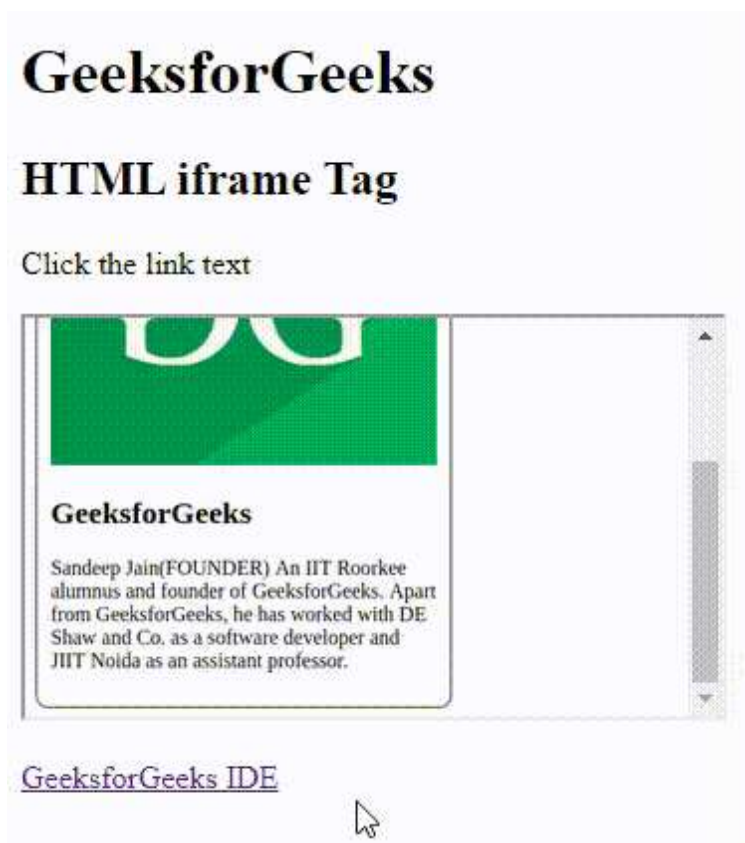 GeeksforGeeks
HTML iframe Tag
Click the link text
GeeksforGeeks
Sandeep Jain(FOUNDER) An IIT Roorkee
alumnus and founder of GeeksforGeeks. Apart
from GeeksforGeeks, he has worked with DE
Shaw and Co. as a software developer and
JIIT Noida as an assistant professor.
GeeksforGeeks IDE